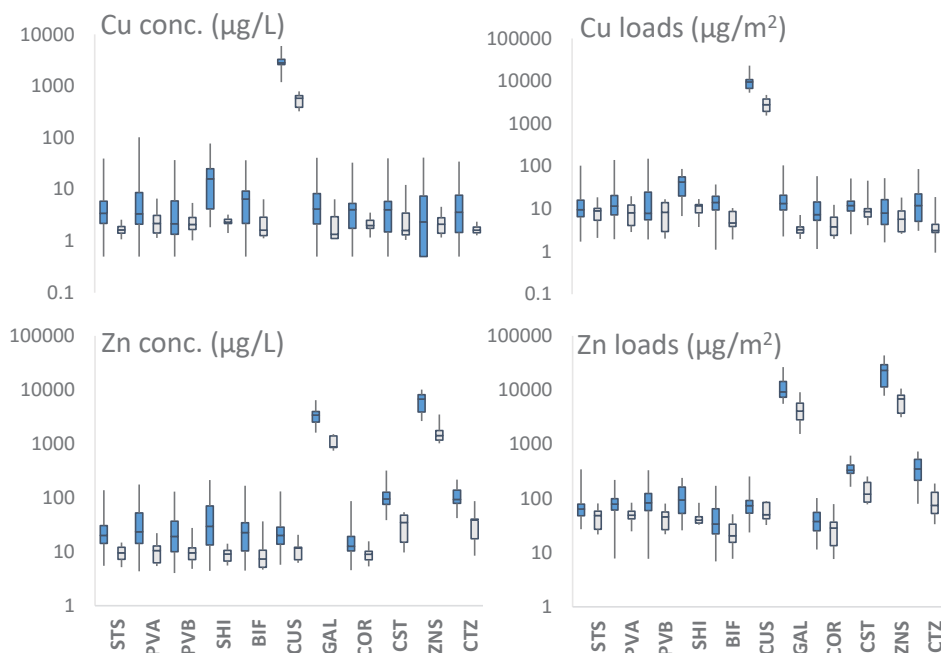 Cu conc. (µg/L)
10000
1000
100
10
1
0.1
Cu loads (µg/m²)
100000
10000
1000
100
10
1
0.1
Zn conc. (µg/L)
100000
10000
1000
100
10
1
STS
PVA
PVB
SHI
BIF
CUS
GAL
COR
CST
ZNS
CTZ
Zn loads (µg/m²)
100000
10000
1000
100
10
1
STS
PVA
PVB
SHI
BIF
CUS
GAL
COR
CST
ZNS
CTZ